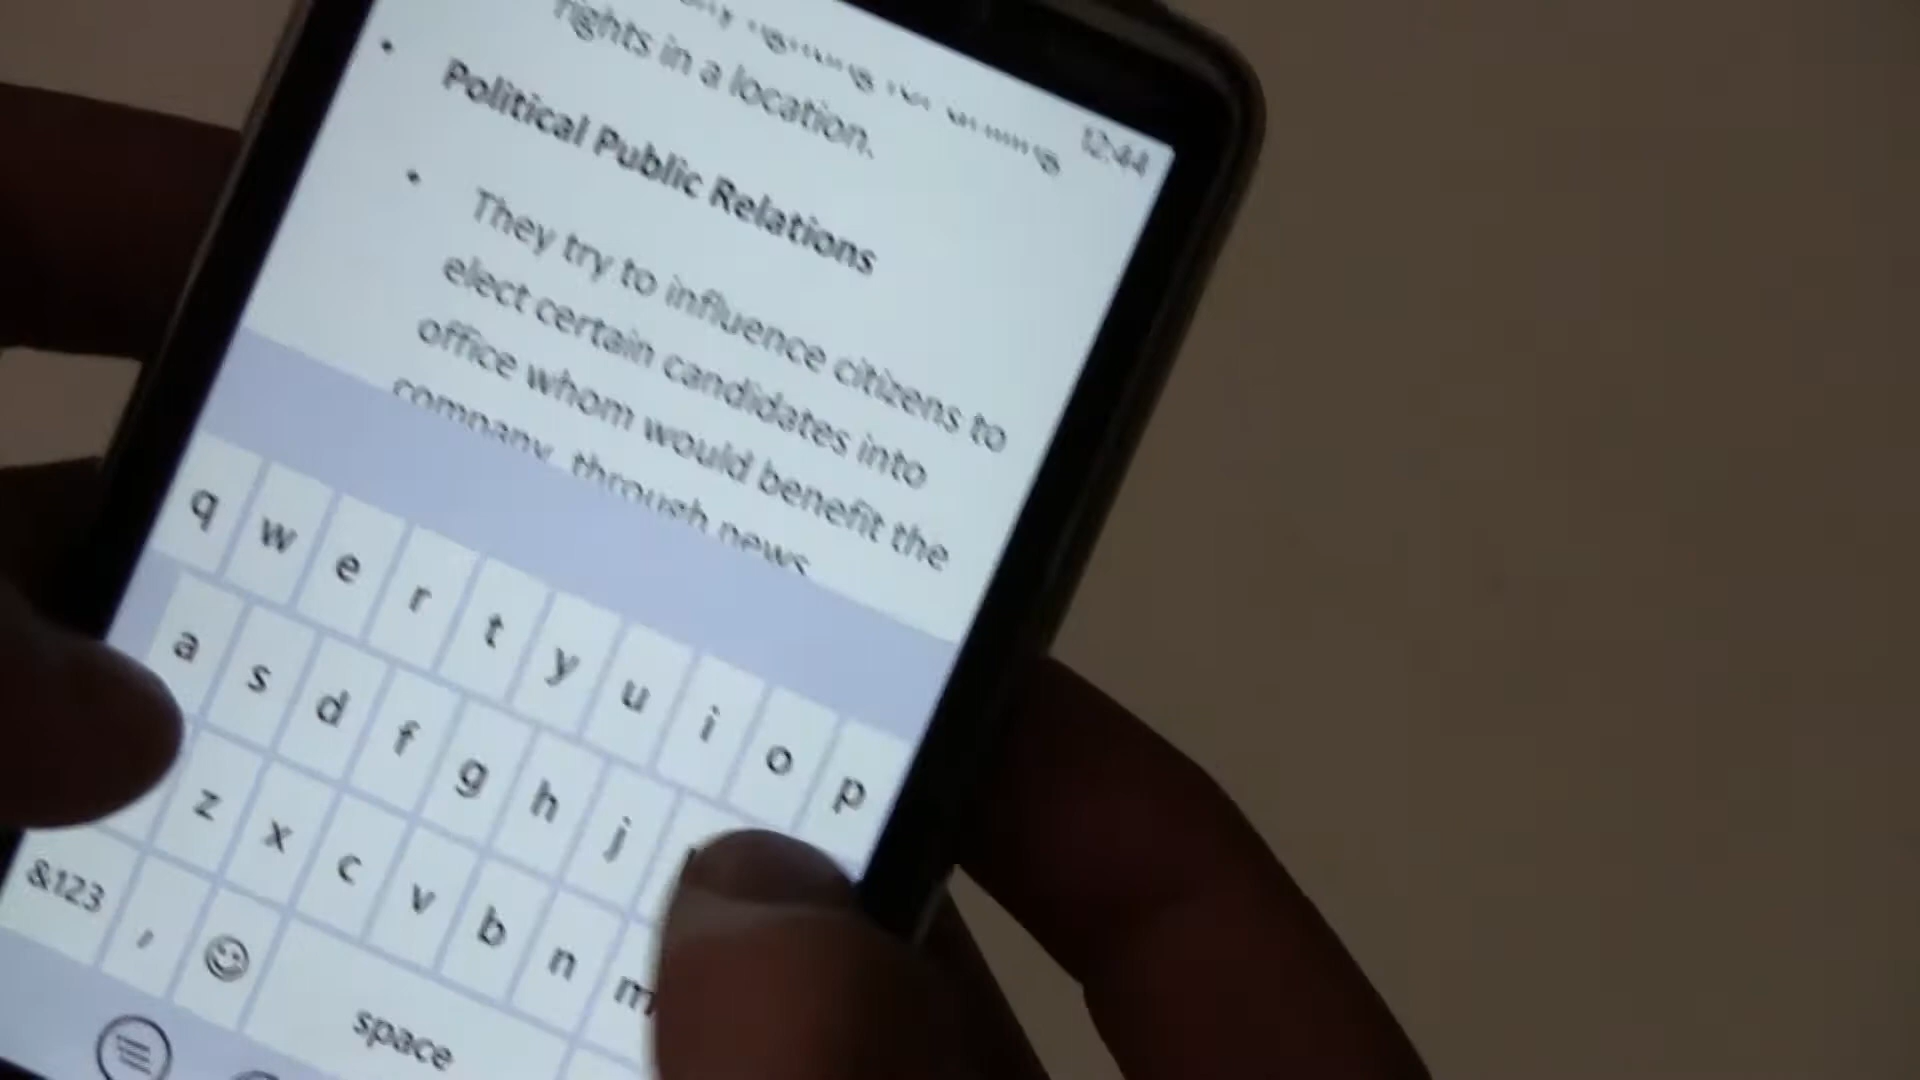 12:44
rights in a location.
• Political Public Relations
• They try to influence citizens to
elect certain candidates into
office whom would benefit the
company, through news
q w e r t y u i o p
a s d f g h j
z x c v b n m
&123 , space